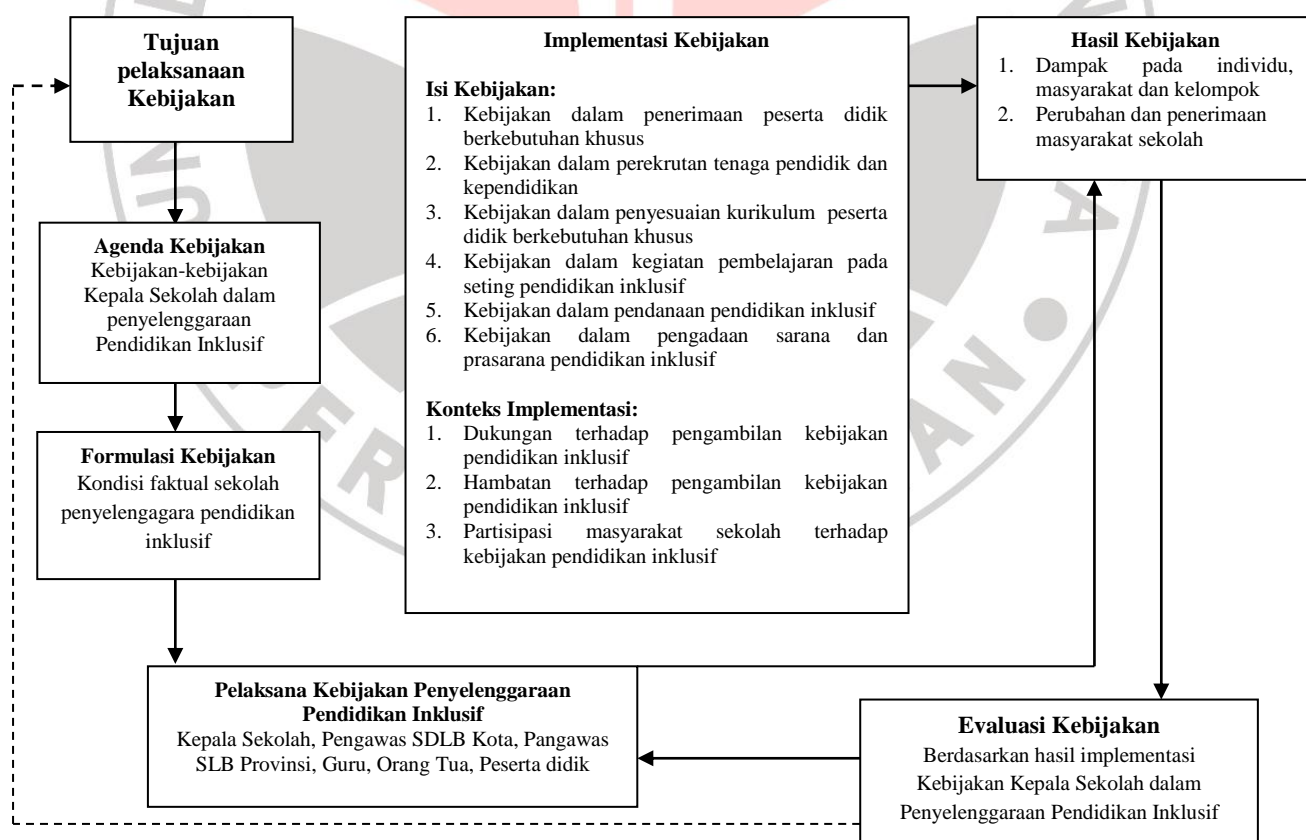 Tujuan
pelaksanaan
Kebijakan
Agenda Kebijakan
Kebijakan-kebijakan
Kepala Sekolah dalam
penyelenggaraan
Pendidikan Inklusif
Formulasi Kebijakan
Kondisi faktual sekolah
penyelengagara pendidikan
inklusif
Implementasi Kebijakan
Isi Kebijakan:
1. Kebijakan dalam penerimaan peserta didik
berkebutuhan khusus
2. Kebijakan dalam perekrutan tenaga pendidik dan
kependidikan
3. Kebijakan dalam penyesuaian kurikulum peserta
didik berkebutuhan khusus
4. Kebijakan dalam kegiatan pembelajaran pada
seting pendidikan inklusif
5. Kebijakan dalam pendanaan pendidikan inklusif
6. Kebijakan dalam pengadaan sarana dan
prasarana pendidikan inklusif
Konteks Implementasi:
1. Dukungan terhadap pengambilan kebijakan
pendidikan inklusif
2. Hambatan terhadap pengambilan kebijakan
pendidikan inklusif
3. Partisipasi masyarakat sekolah terhadap
kebijakan pendidikan inklusif
Hasil Kebijakan
1. Dampak pada individu,
masyarakat dan kelompok
2. Perubahan dan penerimaan
masyarakat sekolah
Pelaksana Kebijakan Penyelenggaraan
Pendidikan Inklusif
Kepala Sekolah, Pengawas SDLB Kota, Pangawas
SLB Provinsi, Guru, Orang Tua, Peserta didik
Evaluasi Kebijakan
Berdasarkan hasil implementasi
Kebijakan Kepala Sekolah dalam
Penyelenggaraan Pendidikan Inklusif